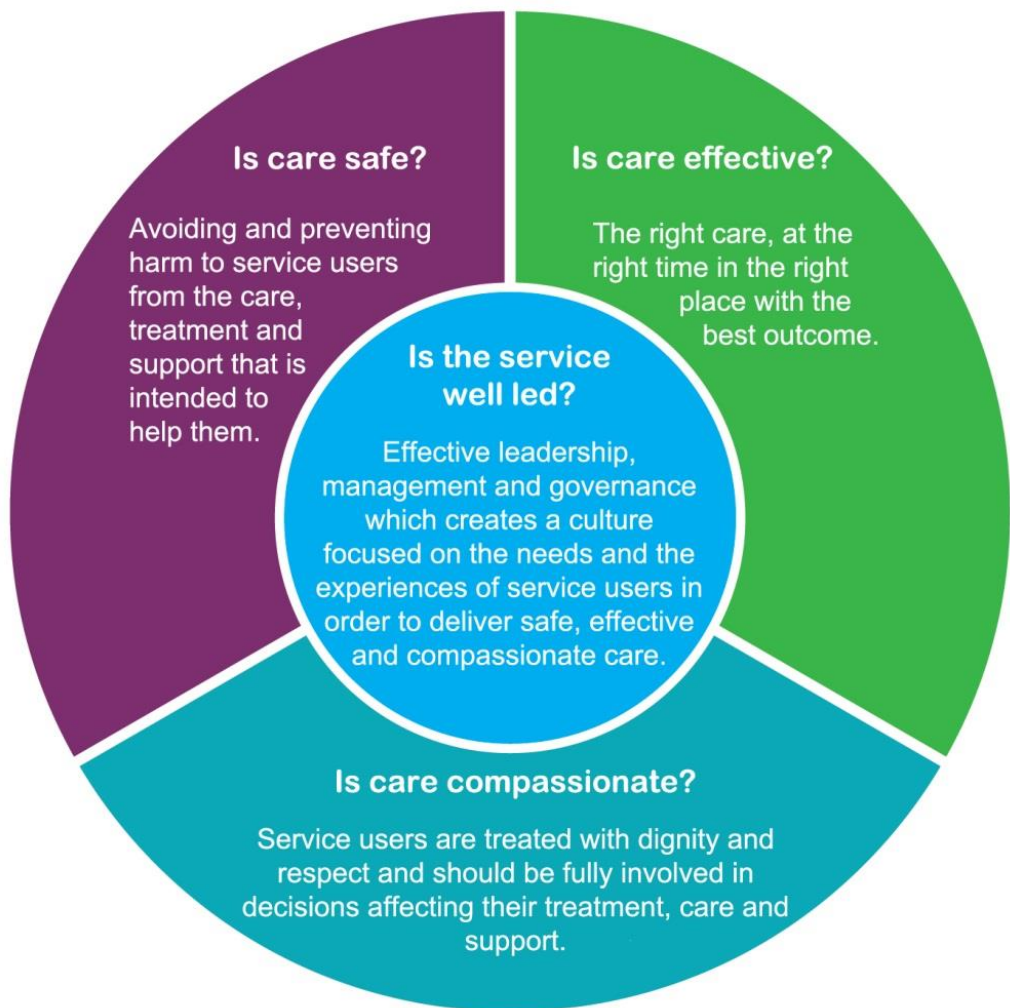 Is care safe?
Avoiding and preventing
harm to service users
from the care,
treatment and
support that is
intended to
help them.
Is care effective?
The right care, at the
right time in the right
place with the
best outcome.
Is the service
well led?
Effective leadership,
management and governance
which creates a culture
focused on the needs and the
experiences of service users in
order to deliver safe, effective
and compassionate care.
Is care compassionate?
Service users are treated with dignity and
respect and should be fully involved in
decisions affecting their treatment, care and
support.